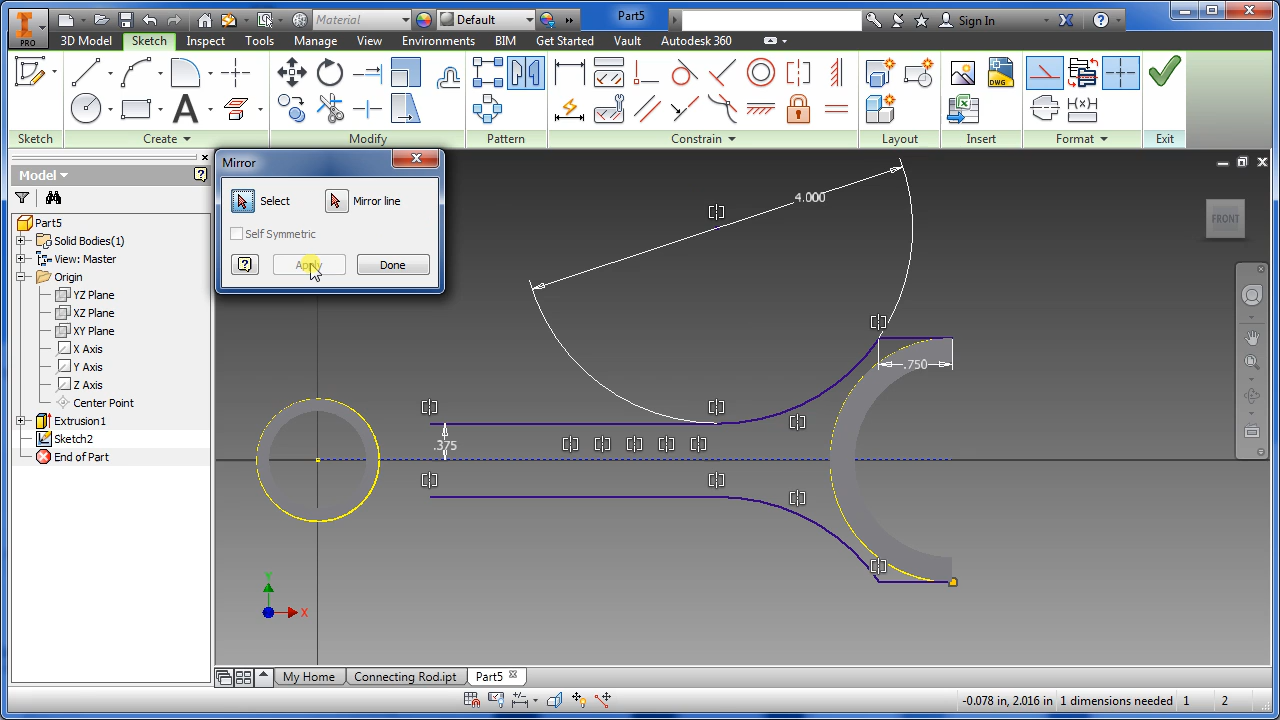 Material
Default
Part5
Sign In
PRO
3D Model
Sketch
Inspect
Tools
Manage
View
Environments
BIM
Get Started
Vault
Autodesk 360
DWG
Sketch
Create
Modify
Pattern
Constrain
Layout
Insert
Format
Exit
Model
Mirror
Select
Mirror line
Self Symmetric
Apply
Done
Part5
Solid Bodies(1)
View: Master
Origin
YZ Plane
XZ Plane
XY Plane
X Axis
Y Axis
Z Axis
Center Point
Extrusion1
Sketch2
End of Part
4.000
FRONT
.750
.375
Y
X
My Home
Connecting Rod.ipt
Part5
-0.078 in, 2.016 in
1 dimensions needed
1
2